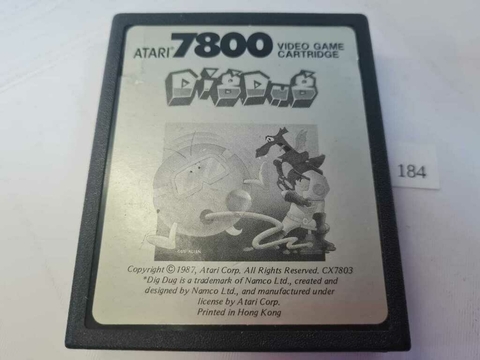 ATARI® 7800™ VIDEO GAME
CARTRIDGE
DIG DUG
184
Copyright © 1987, Atari Corp. All Rights Reserved. CX7803
*Dig Dug is a trademark of Namco Ltd., created and
designed by Namco Ltd., and manufactured under
license by Atari Corp.
Printed in Hong Kong